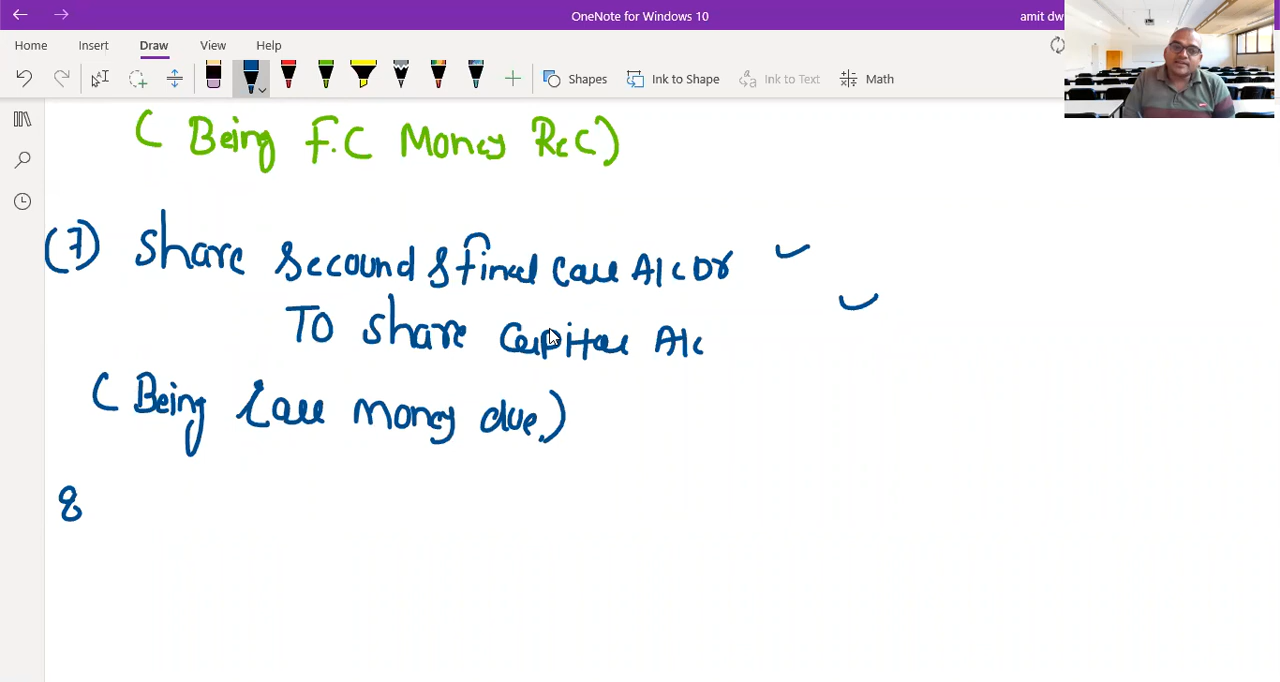 OneNote for Windows 10
amit dw
Home Insert Draw View Help
Shapes Ink to Shape Ink to Text Math
( Being F.C Money Rec)
(7) Share Secound & final Call A/c Dr
To Share Capital A/c
( Being Call Money due.)
8